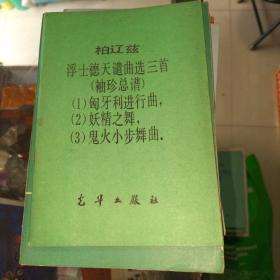 柏辽兹
浮士德天谴曲选三首
(袖珍总谱)
(1)匈牙利进行曲,
(2)妖精之舞,
(3)鬼火小步舞曲.
光华出版社